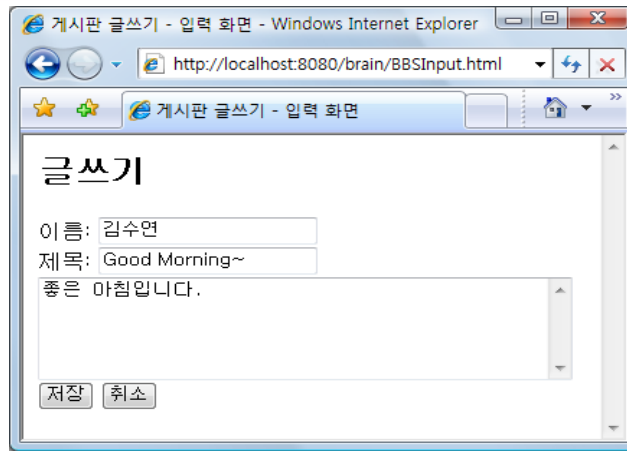 게시판 글쓰기 - 입력 화면 - Windows Internet Explorer
http://localhost:8080/brain/BBSInput.html
게시판 글쓰기 - 입력 화면
글쓰기
이름: 김수연
제목: Good Morning~
좋은 아침입니다.
저장 취소